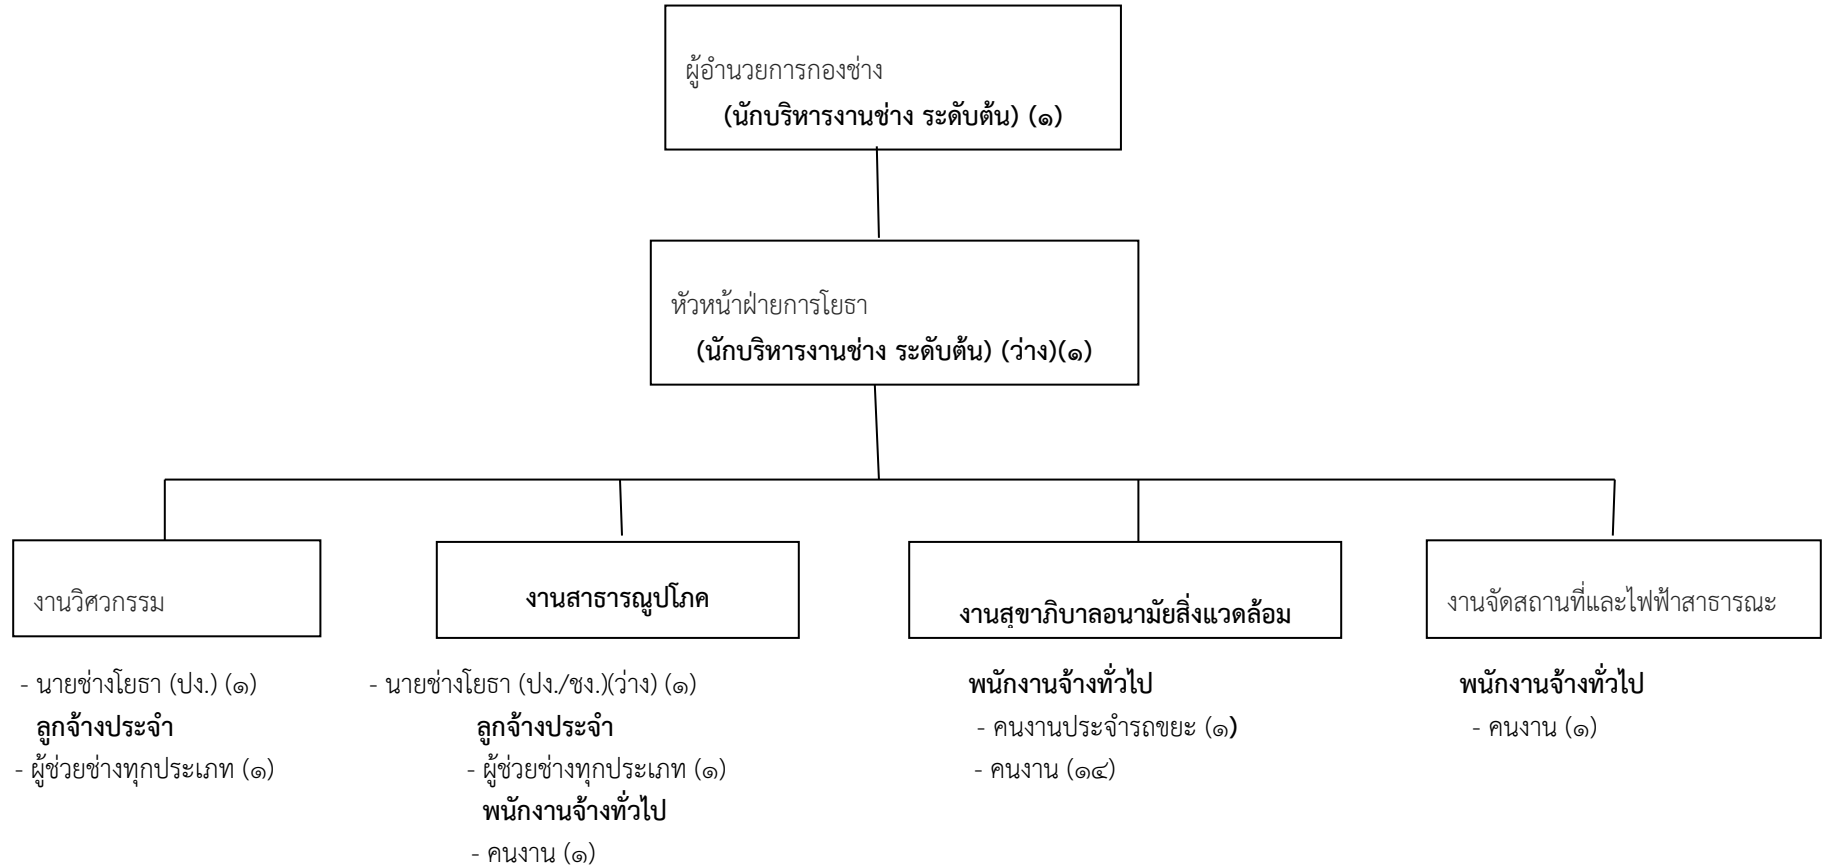 ผู้อำนวยการกองช่าง
(นักบริหารงานช่าง ระดับต้น) (๑)
หัวหน้าฝ่ายการโยธา
(นักบริหารงานช่าง ระดับต้น) (ว่าง)(๑)
งานวิศวกรรม
- นายช่างโยธา (ปง.) (๑)
ลูกจ้างประจำ
- ผู้ช่วยช่างทุกประเภท (๑)
งานสาธารณูปโภค
- นายช่างโยธา (ปง./ชง.)(ว่าง) (๑)
ลูกจ้างประจำ
- ผู้ช่วยช่างทุกประเภท (๑)
พนักงานจ้างทั่วไป
- คนงาน (๑)
งานสุขาภิบาลอนามัยสิ่งแวดล้อม
พนักงานจ้างทั่วไป
- คนงานประจำรถขยะ (๑)
- คนงาน (๑๔)
งานจัดสถานที่และไฟฟ้าสาธารณะ
พนักงานจ้างทั่วไป
- คนงาน (๑)